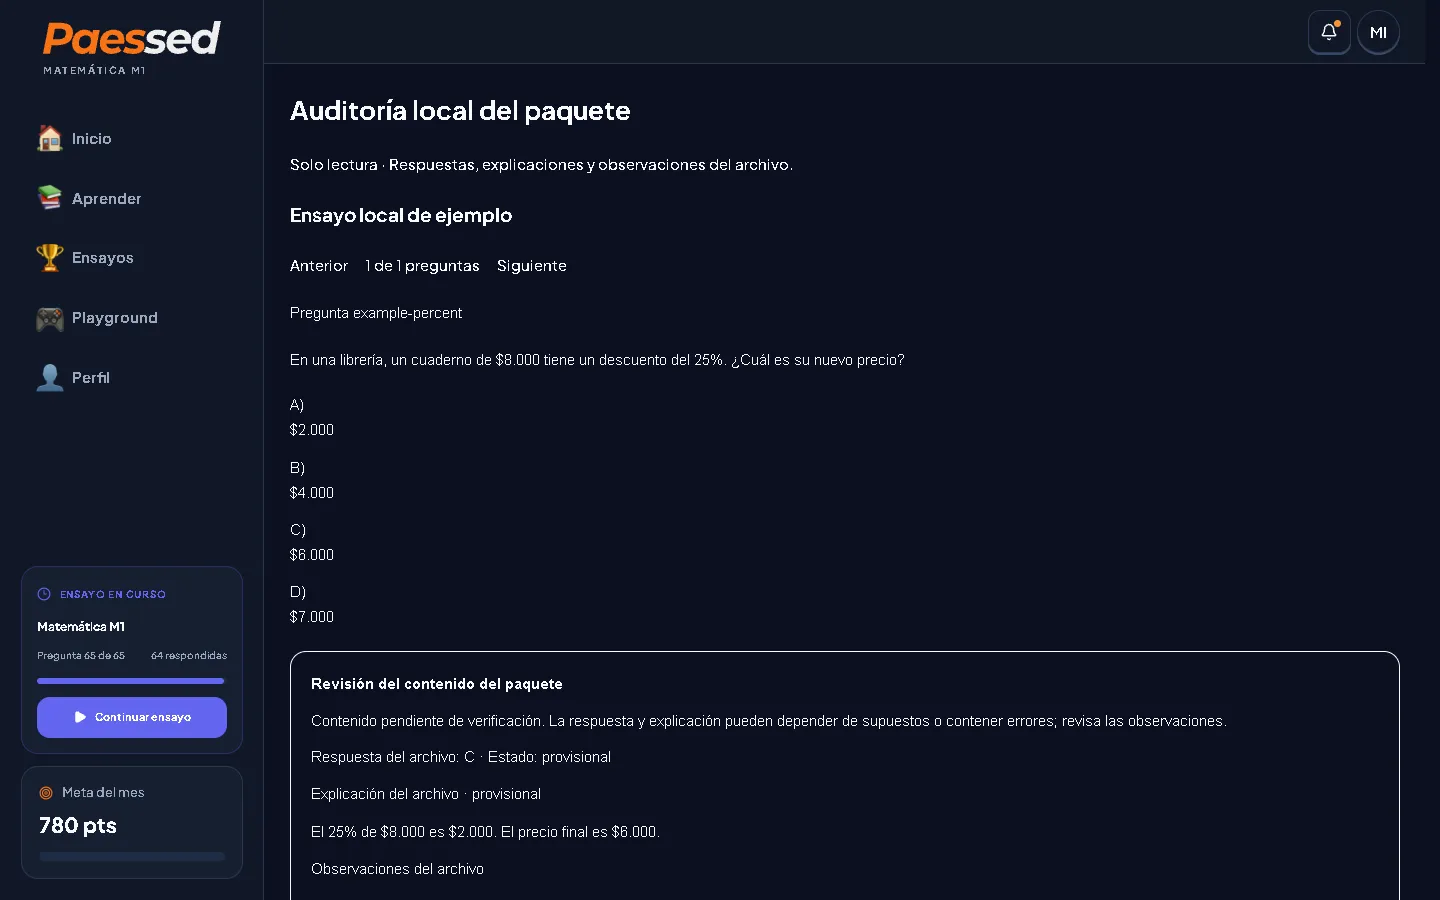 Paessed
MATEMÁTICA M1
Inicio
Aprender
Ensayos
Playground
Perfil
ENSAYO EN CURSO
Matemática M1
Pregunta 65 de 65 64 respondidas
Continuar ensayo
Meta del mes
780 pts
MI
Auditoría local del paquete
Solo lectura · Respuestas, explicaciones y observaciones del archivo.
Ensayo local de ejemplo
Anterior 1 de 1 preguntas Siguiente
Pregunta example-percent
En una librería, un cuaderno de $8.000 tiene un descuento del 25%. ¿Cuál es su nuevo precio?
A)
$2.000
B)
$4.000
C)
$6.000
D)
$7.000
Revisión del contenido del paquete
Contenido pendiente de verificación. La respuesta y explicación pueden depender de supuestos o contener errores; revisa las observaciones.
Respuesta del archivo: C · Estado: provisional
Explicación del archivo · provisional
El 25% de $8.000 es $2.000. El precio final es $6.000.
Observaciones del archivo